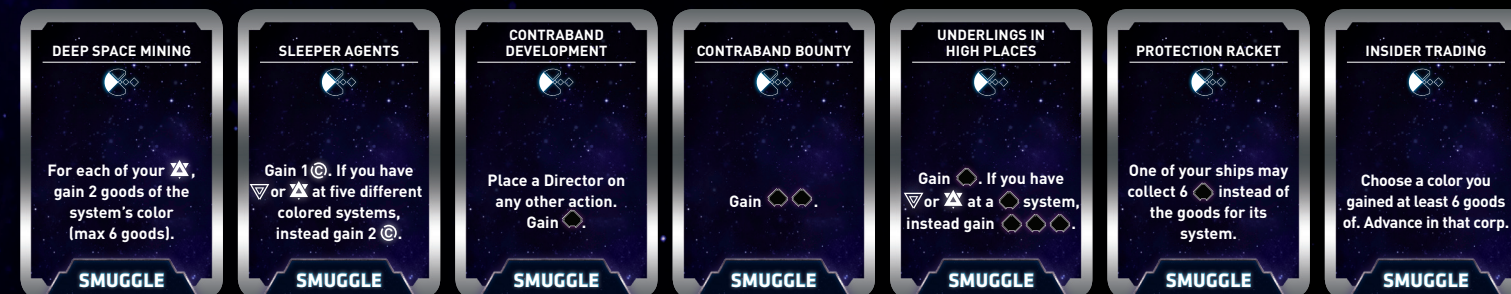 DEEP SPACE MINING
For each of your ,
gain 2 goods of the
system's color
(max 6 goods).
SMUGGLE
SLEEPER AGENTS
Gain 1 Ⓒ. If you have
or at five different
colored systems,
instead gain 2 Ⓒ.
SMUGGLE
CONTRABAND
DEVELOPMENT
Place a Director on
any other action.
Gain .
SMUGGLE
CONTRABAND BOUNTY
Gain .
SMUGGLE
UNDERLINGS IN
HIGH PLACES
Gain . If you have
or at a system,
instead gain .
SMUGGLE
PROTECTION RACKET
One of your ships may
collect 6 instead of
the goods for its
system.
SMUGGLE
INSIDER TRADING
Choose a color you
gained at least 6 goods
of. Advance in that corp.
SMUGGLE